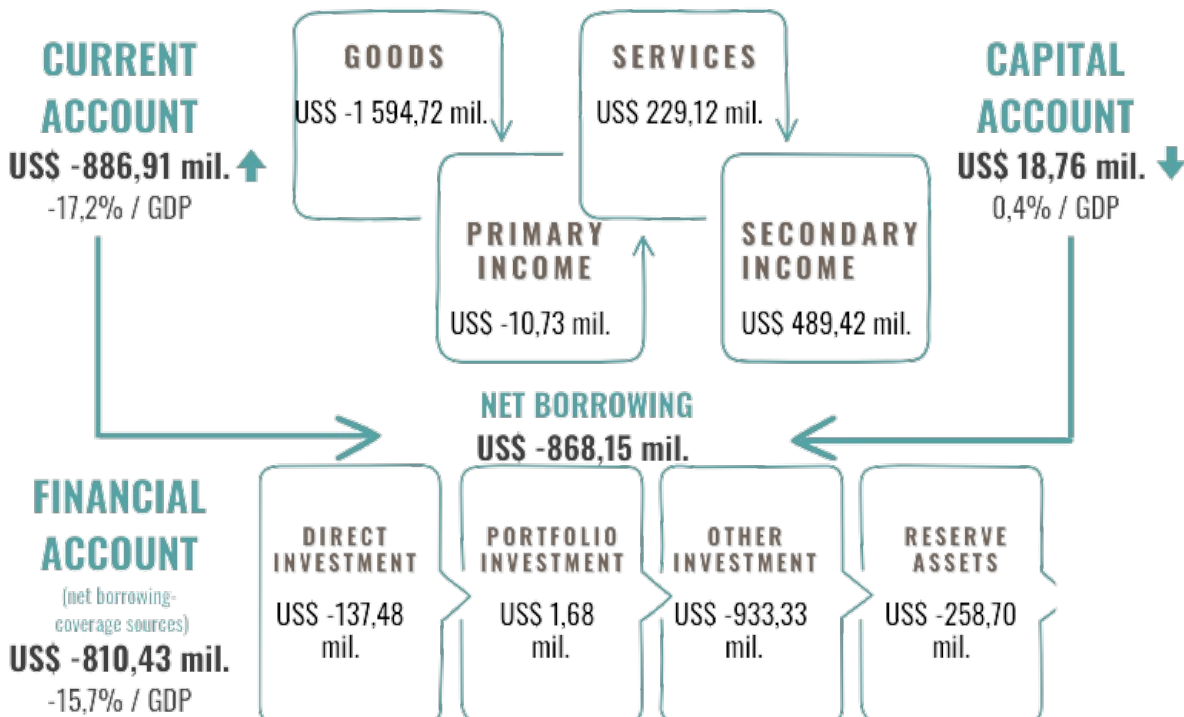 CURRENT
ACCOUNT
US$ -886,91 mil.
-17,2% / GDP
GOODS
US$ -1 594,72 mil.
SERVICES
US$ 229,12 mil.
PRIMARY
INCOME
US$ -10,73 mil.
SECONDARY
INCOME
US$ 489,42 mil.
CAPITAL
ACCOUNT
US$ 18,76 mil.
0,4% / GDP
NET BORROWING
US$ -868,15 mil.
FINANCIAL
ACCOUNT
(net borrowing-
coverage sources)
US$ -810,43 mil.
-15,7% / GDP
DIRECT
INVESTMENT
US$ -137,48
mil.
PORTFOLIO
INVESTMENT
US$ 1,68
mil.
OTHER
INVESTMENT
US$ -933,33
mil.
RESERVE
ASSETS
US$ -258,70
mil.